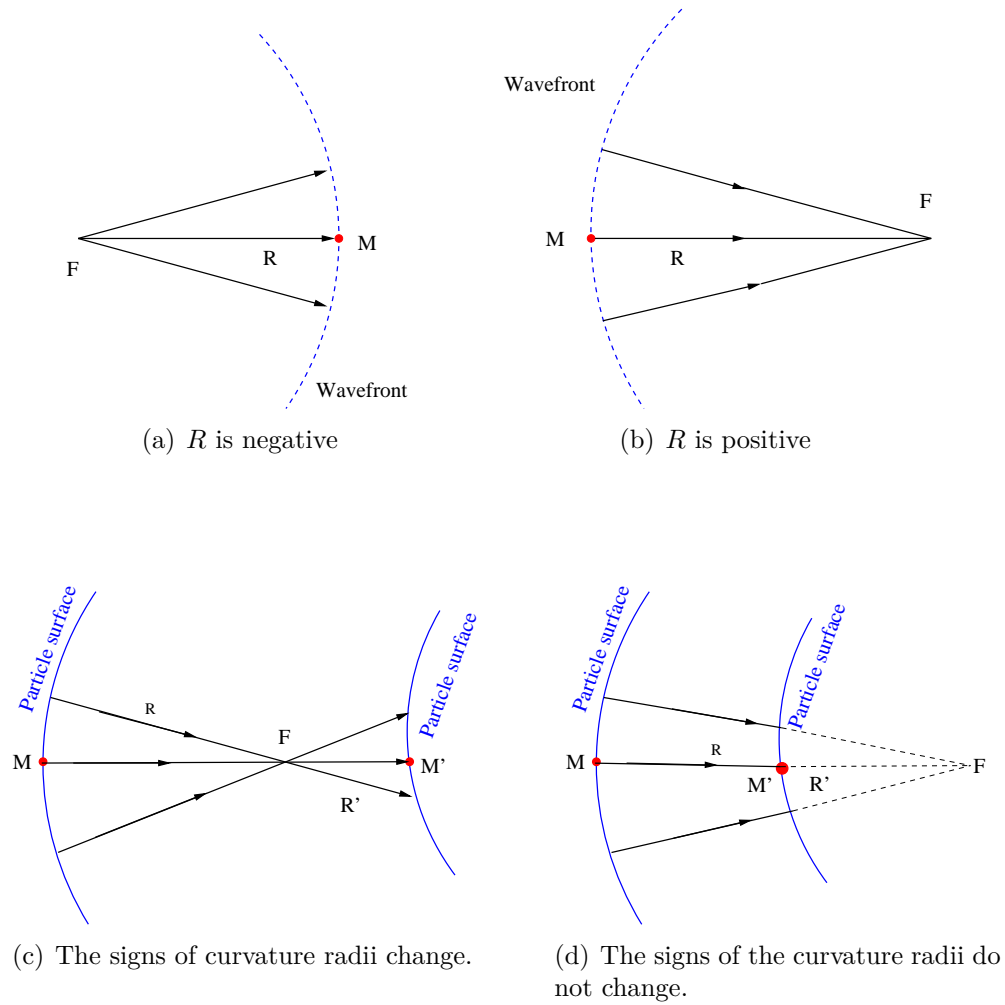 Wavefront
F
R
M
Wavefront
(a) R is negative
Wavefront
F
M
R
(b) R is positive
Particle surface
R
F
M
M'
R'
Particle surface
(c) The signs of curvature radii change.
Particle surface
R
M
M'
R'
F
Particle surface
(d) The signs of the curvature radii do
not change.